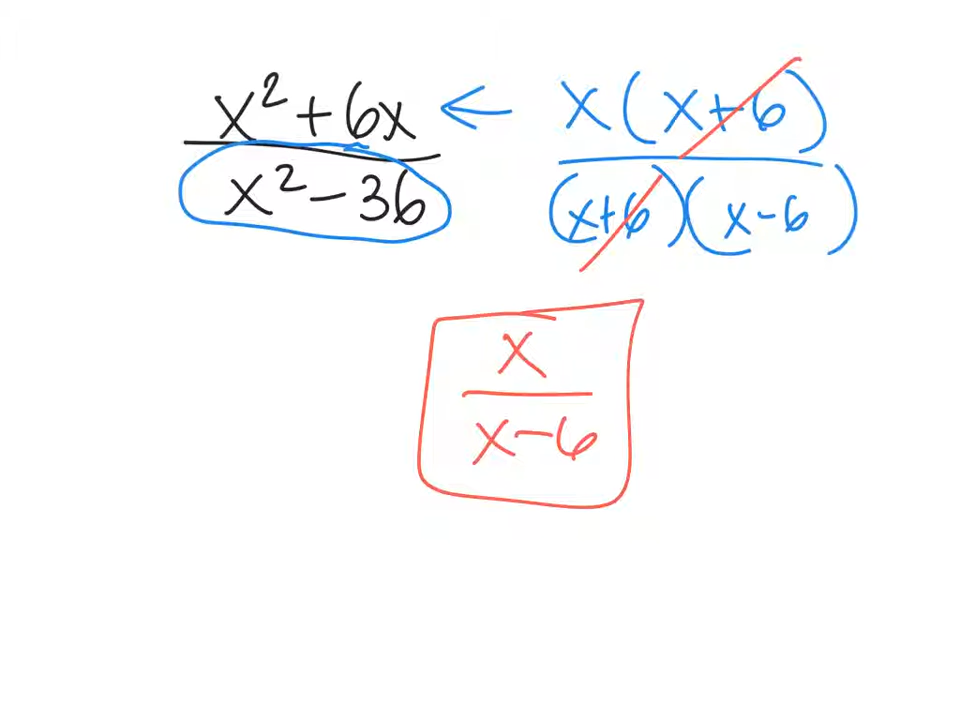 x² + 6x ← x(x+6)
x² - 36 (x+6)(x-6)
x
x-6